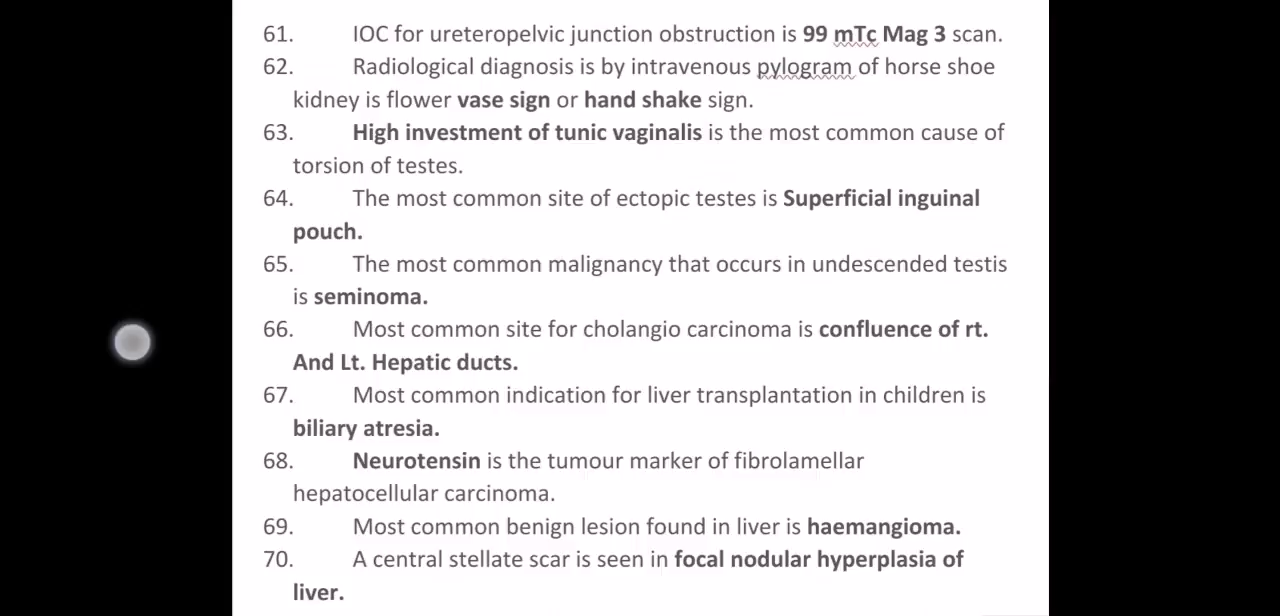 61. IOC for ureteropelvic junction obstruction is 99 mTc Mag 3 scan.
62. Radiological diagnosis is by intravenous pylogram of horse shoe
kidney is flower vase sign or hand shake sign.
63. High investment of tunic vaginalis is the most common cause of
torsion of testes.
64. The most common site of ectopic testes is Superficial inguinal
pouch.
65. The most common malignancy that occurs in undescended testis
is seminoma.
66. Most common site for cholangio carcinoma is confluence of rt.
And Lt. Hepatic ducts.
67. Most common indication for liver transplantation in children is
biliary atresia.
68. Neurotensin is the tumour marker of fibrolamellar
hepatocellular carcinoma.
69. Most common benign lesion found in liver is haemangioma.
70. A central stellate scar is seen in focal nodular hyperplasia of
liver.